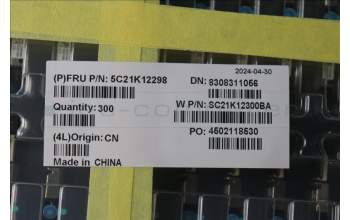 2024-04-30
(P)FRU P/N: 5C21K12298
DN: 8308311056
Quantity: 300
W P/N: SC21K12300BA
PO: 4502118530
(4L)Origin: CN
Made in CHINA